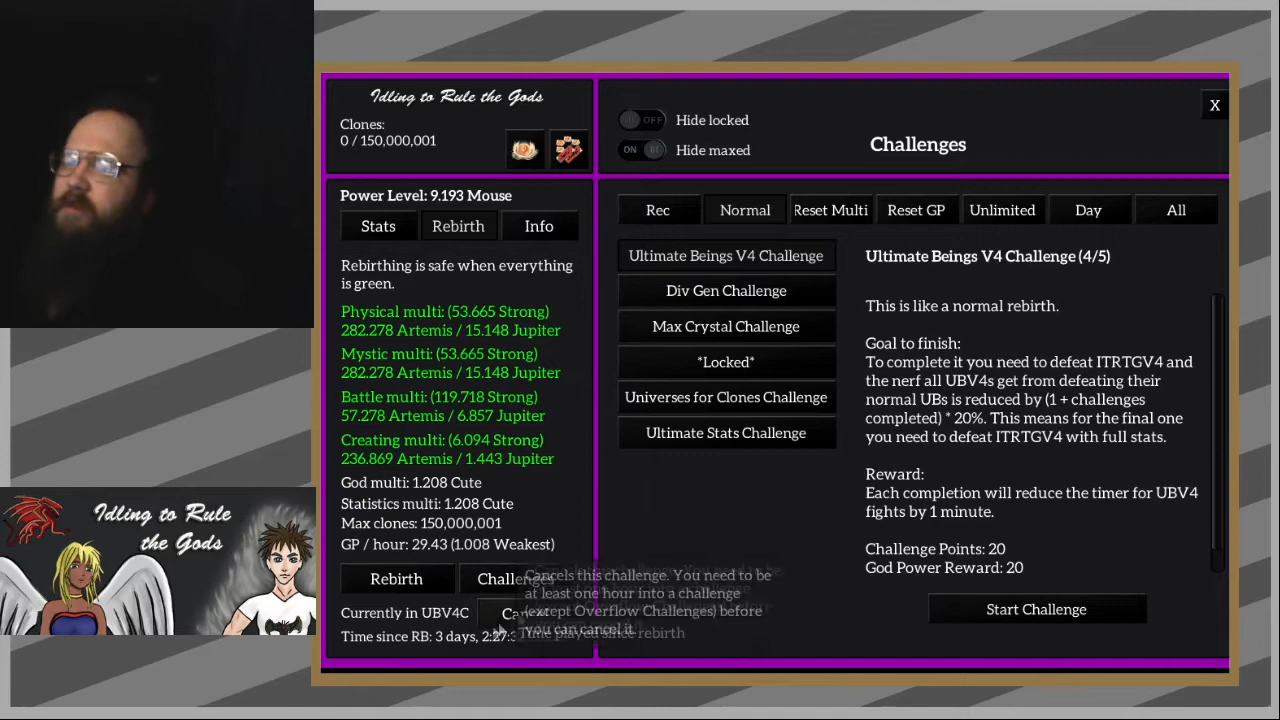 Idling to Rule the Gods
Clones:
0 / 150,000,001
Power Level: 9.193 Mouse
Stats
Rebirth
Info
Rebirthing is safe when everything
is green.
Physical multi: (53.665 Strong)
282.278 Artemis / 15.148 Jupiter
Mystic multi: (53.665 Strong)
282.278 Artemis / 15.148 Jupiter
Battle multi: (119.718 Strong)
57.278 Artemis / 6.857 Jupiter
Creating multi: (6.094 Strong)
236.869 Artemis / 1.443 Jupiter
God multi: 1.208 Cute
Statistics multi: 1.208 Cute
Max clones: 150,000,001
GP / hour: 29.43 (1.008 Weakest)
Rebirth
Challenges
Currently in UBV4C
Time since RB: 3 days, 2:27:
Cancels this challenge. You need to be
at least one hour into a challenge
(except Overflow Challenges) before
you can cancel it.
Time played since rebirth
OFF
Hide locked
ON
Hide maxed
Challenges
X
Rec
Normal
Reset Multi
Reset GP
Unlimited
Day
All
Ultimate Beings V4 Challenge
Div Gen Challenge
Max Crystal Challenge
*Locked*
Universes for Clones Challenge
Ultimate Stats Challenge
Ultimate Beings V4 Challenge (4/5)
This is like a normal rebirth.
Goal to finish:
To complete it you need to defeat ITRTGV4 and
the nerf all UBV4s get from defeating their
normal UBs is reduced by (1 + challenges
completed) * 20%. This means for the final one
you need to defeat ITRTGV4 with full stats.
Reward:
Each completion will reduce the timer for UBV4
fights by 1 minute.
Challenge Points: 20
God Power Reward: 20
Start Challenge
Idling to Rule
the Gods